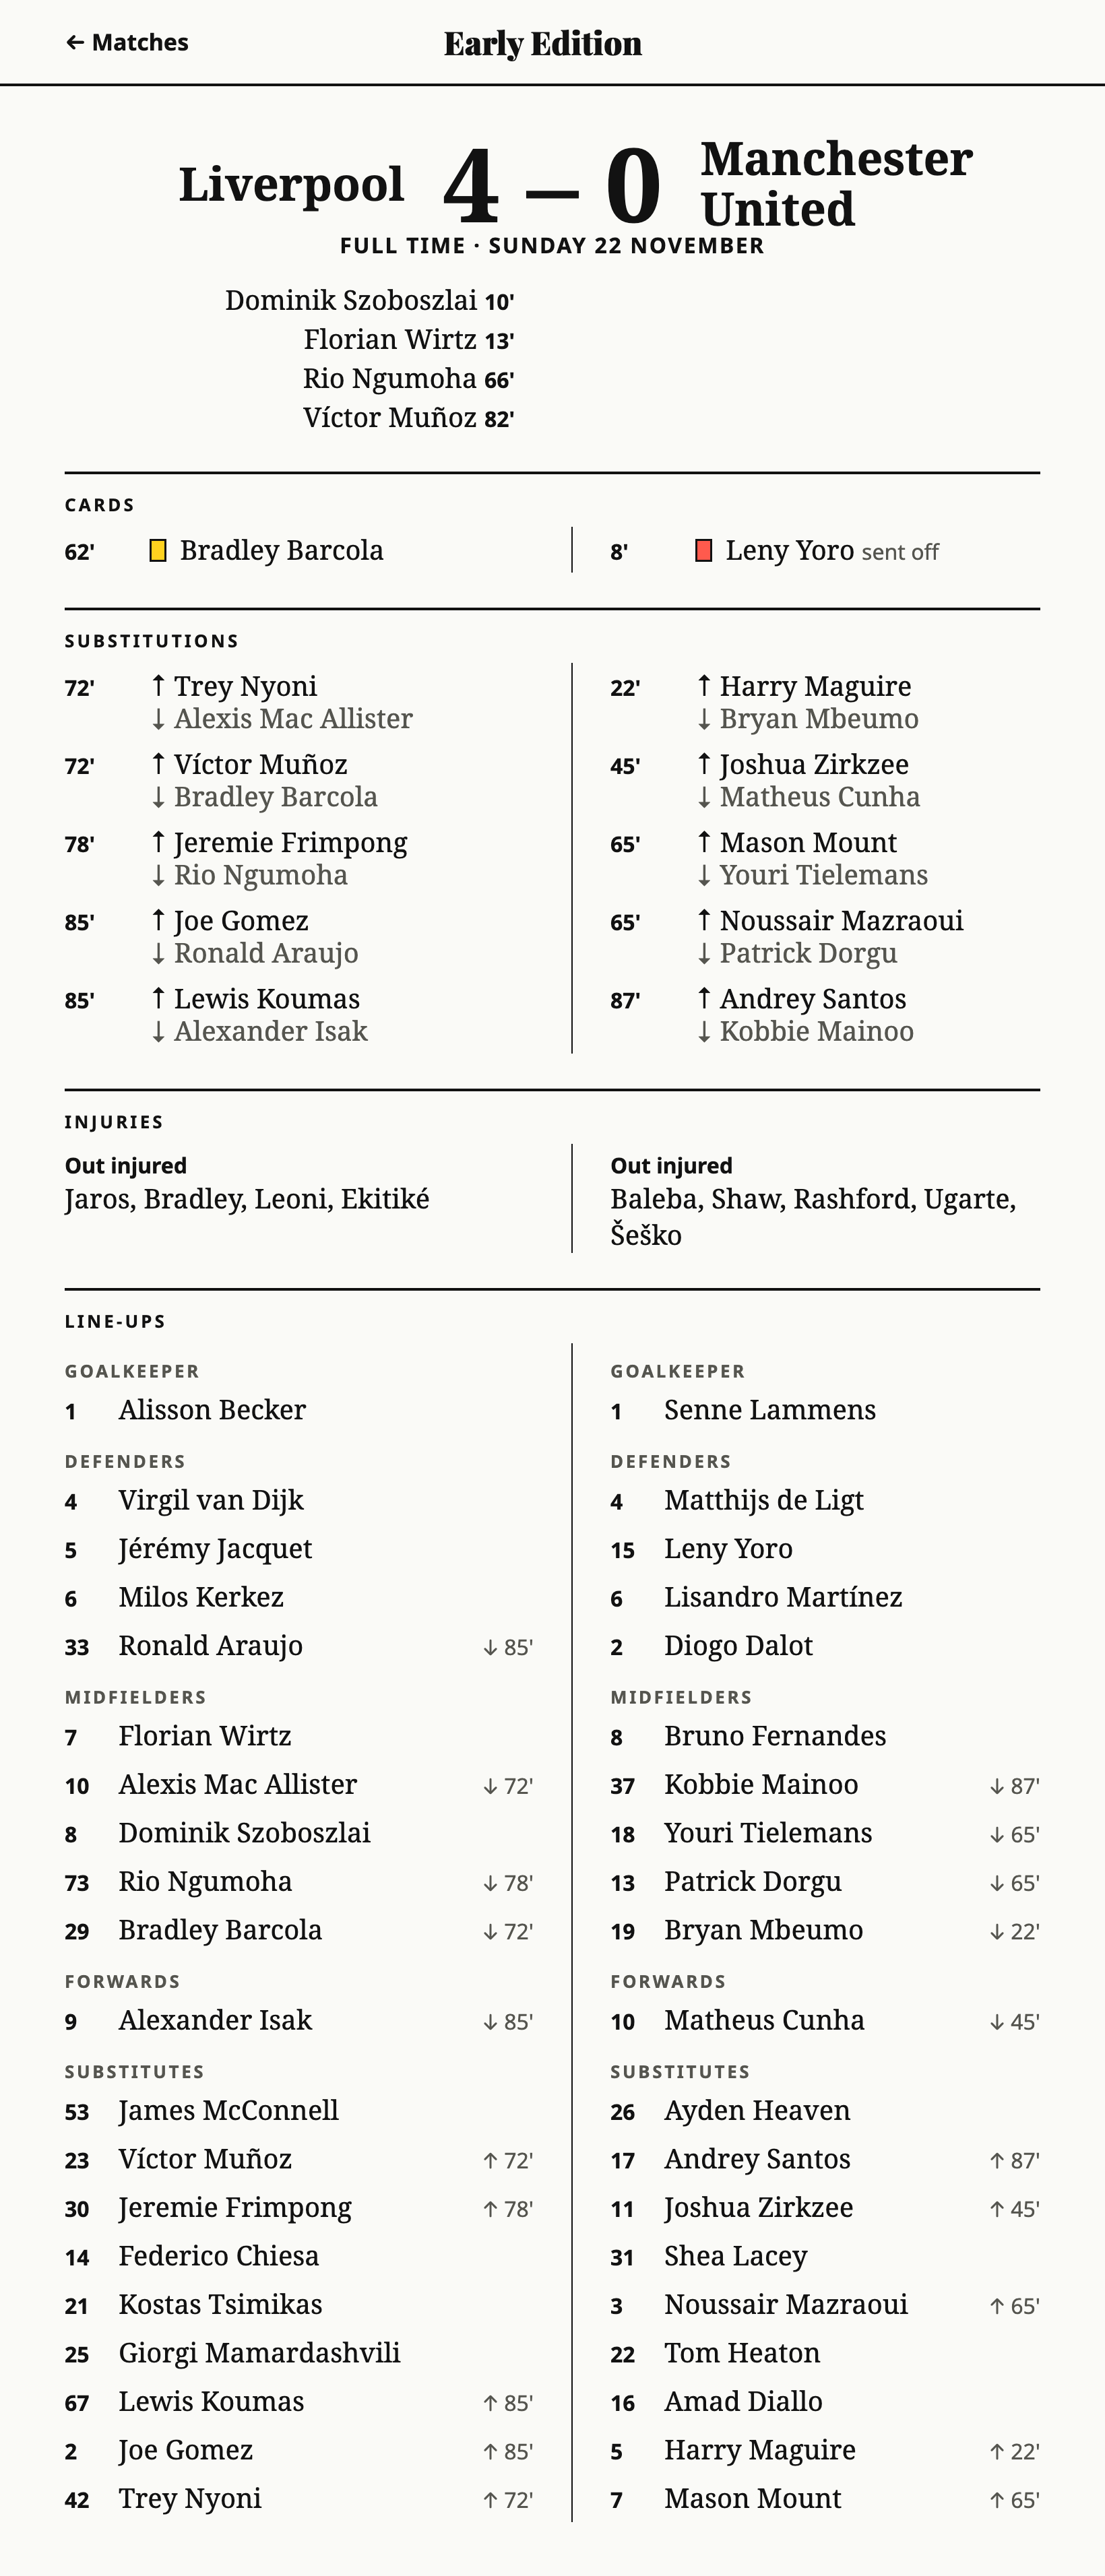 ← Matches
Early Edition
Liverpool 4 – 0 Manchester United
FULL TIME · SUNDAY 22 NOVEMBER
Dominik Szoboszlai 10'
Florian Wirtz 13'
Rio Ngumoha 66'
Víctor Muñoz 82'
CARDS
62' Bradley Barcola
8' Leny Yoro sent off
SUBSTITUTIONS
72' ↑ Trey Nyoni
↓ Alexis Mac Allister
72' ↑ Víctor Muñoz
↓ Bradley Barcola
78' ↑ Jeremie Frimpong
↓ Rio Ngumoha
85' ↑ Joe Gomez
↓ Ronald Araujo
85' ↑ Lewis Koumas
↓ Alexander Isak
22' ↑ Harry Maguire
↓ Bryan Mbeumo
45' ↑ Joshua Zirkzee
↓ Matheus Cunha
65' ↑ Mason Mount
↓ Youri Tielemans
65' ↑ Noussair Mazraoui
↓ Patrick Dorgu
87' ↑ Andrey Santos
↓ Kobbie Mainoo
INJURIES
Out injured
Jaros, Bradley, Leoni, Ekitiké
Out injured
Baleba, Shaw, Rashford, Ugarte,
Šeško
LINE-UPS
GOALKEEPER
1 Alisson Becker
DEFENDERS
4 Virgil van Dijk
5 Jérémy Jacquet
6 Milos Kerkez
33 Ronald Araujo ↓ 85'
MIDFIELDERS
7 Florian Wirtz
10 Alexis Mac Allister ↓ 72'
8 Dominik Szoboszlai
73 Rio Ngumoha ↓ 78'
29 Bradley Barcola ↓ 72'
FORWARDS
9 Alexander Isak ↓ 85'
SUBSTITUTES
53 James McConnell
23 Víctor Muñoz ↑ 72'
30 Jeremie Frimpong ↑ 78'
14 Federico Chiesa
21 Kostas Tsimikas
25 Giorgi Mamardashvili
67 Lewis Koumas ↑ 85'
2 Joe Gomez ↑ 85'
42 Trey Nyoni ↑ 72'
GOALKEEPER
1 Senne Lammens
DEFENDERS
4 Matthijs de Ligt
15 Leny Yoro
6 Lisandro Martínez
2 Diogo Dalot
MIDFIELDERS
8 Bruno Fernandes
37 Kobbie Mainoo ↓ 87'
18 Youri Tielemans ↓ 65'
13 Patrick Dorgu ↓ 65'
19 Bryan Mbeumo ↓ 22'
FORWARDS
10 Matheus Cunha ↓ 45'
SUBSTITUTES
26 Ayden Heaven
17 Andrey Santos ↑ 87'
11 Joshua Zirkzee ↑ 45'
31 Shea Lacey
3 Noussair Mazraoui ↑ 65'
22 Tom Heaton
16 Amad Diallo
5 Harry Maguire ↑ 22'
7 Mason Mount ↑ 65'